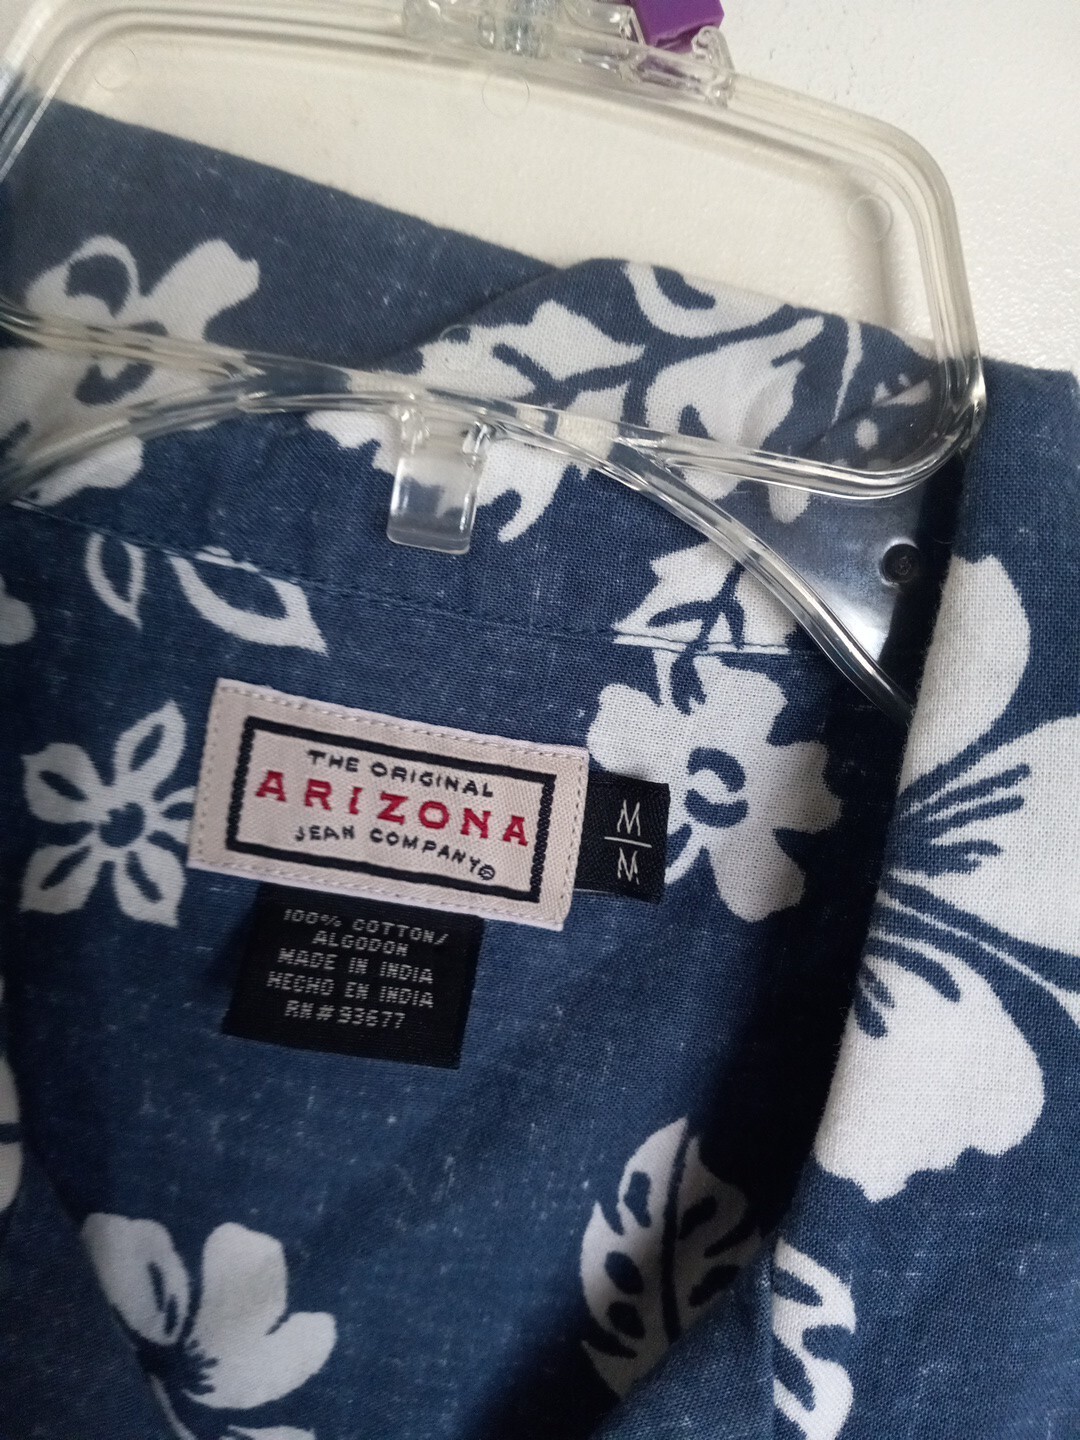 THE ORIGINAL
ARIZONA
JEAN COMPANY®
M
M
100% COTTON/
ALGODON
MADE IN INDIA
HECHO EN INDIA
RN#93677